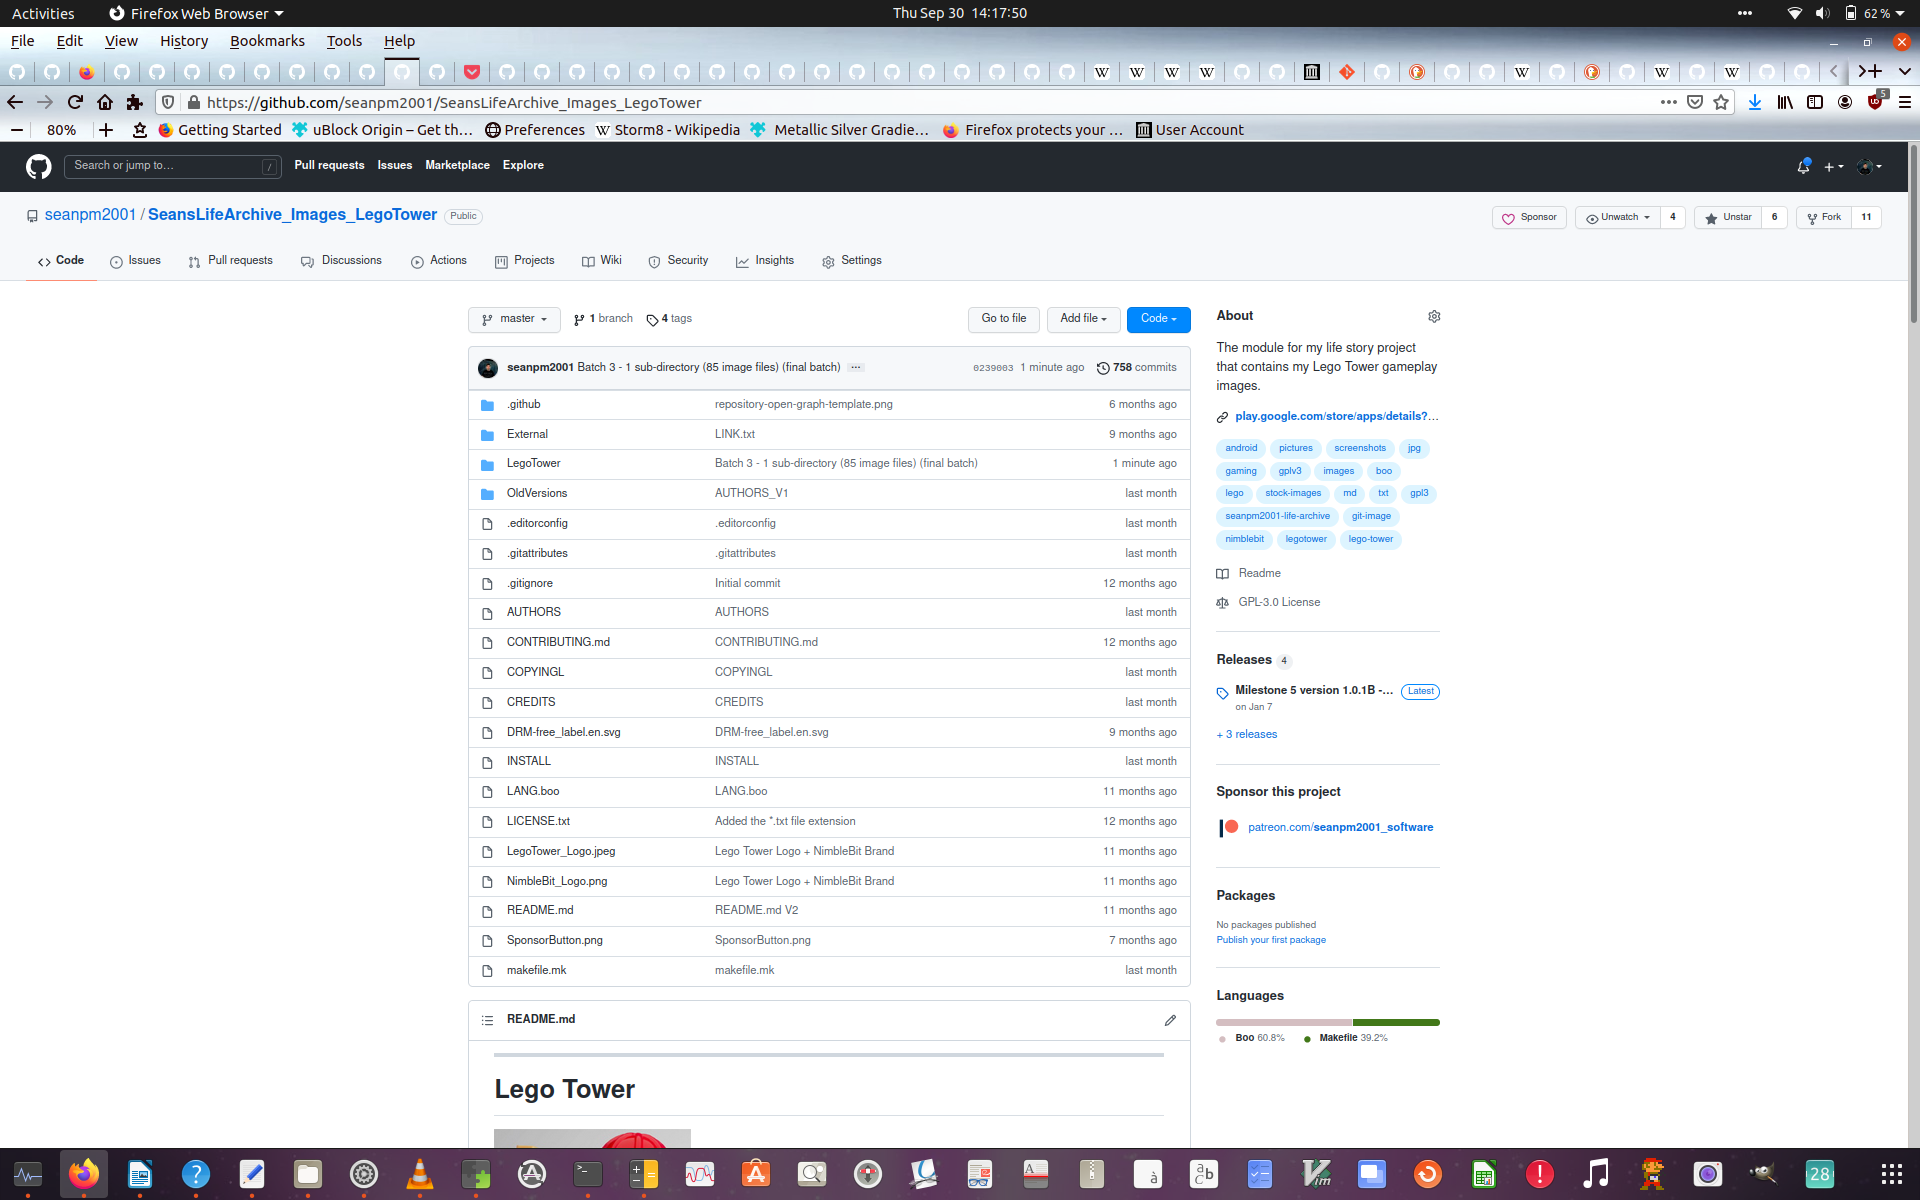 Activities Firefox Web Browser Thu Sep 30 14:17:50 62 %
File Edit View History Bookmarks Tools Help
https://github.com/seanpm2001/SeansLifeArchive_Images_LegoTower 5
80% Getting Started uBlock Origin – Get th… Preferences Storm8 - Wikipedia Metallic Silver Gradie… Firefox protects your … User Account
Search or jump to… / Pull requests Issues Marketplace Explore
seanpm2001 / SeansLifeArchive_Images_LegoTower Public Sponsor Unwatch 4 Unstar 6 Fork 11
Code Issues Pull requests Discussions Actions Projects Wiki Security Insights Settings
master 1 branch 4 tags Go to file Add file Code
seanpm2001 Batch 3 - 1 sub-directory (85 image files) (final batch) 0239003 1 minute ago 758 commits
.github repository-open-graph-template.png 6 months ago
External LINK.txt 9 months ago
LegoTower Batch 3 - 1 sub-directory (85 image files) (final batch) 1 minute ago
OldVersions AUTHORS_V1 last month
.editorconfig .editorconfig last month
.gitattributes .gitattributes last month
.gitignore Initial commit 12 months ago
AUTHORS AUTHORS last month
CONTRIBUTING.md CONTRIBUTING.md 12 months ago
COPYINGL COPYINGL last month
CREDITS CREDITS last month
DRM-free_label.en.svg DRM-free_label.en.svg 9 months ago
INSTALL INSTALL last month
LANG.boo LANG.boo 11 months ago
LICENSE.txt Added the *.txt file extension 12 months ago
LegoTower_Logo.jpeg Lego Tower Logo + NimbleBit Brand 11 months ago
NimbleBit_Logo.png Lego Tower Logo + NimbleBit Brand 11 months ago
README.md README.md V2 11 months ago
SponsorButton.png SponsorButton.png 7 months ago
makefile.mk makefile.mk last month
README.md
Lego Tower
About
The module for my life story project
that contains my Lego Tower gameplay
images.
play.google.com/store/apps/details?…
android pictures screenshots jpg
gaming gplv3 images boo
lego stock-images md txt gpl3
seanpm2001-life-archive git-image
nimblebit legotower lego-tower
Readme
GPL-3.0 License
Releases 4
Milestone 5 version 1.0.1B -… Latest
on Jan 7
+ 3 releases
Sponsor this project
patreon.com/seanpm2001_software
Packages
No packages published
Publish your first package
Languages
Boo 60.8% Makefile 39.2%
28